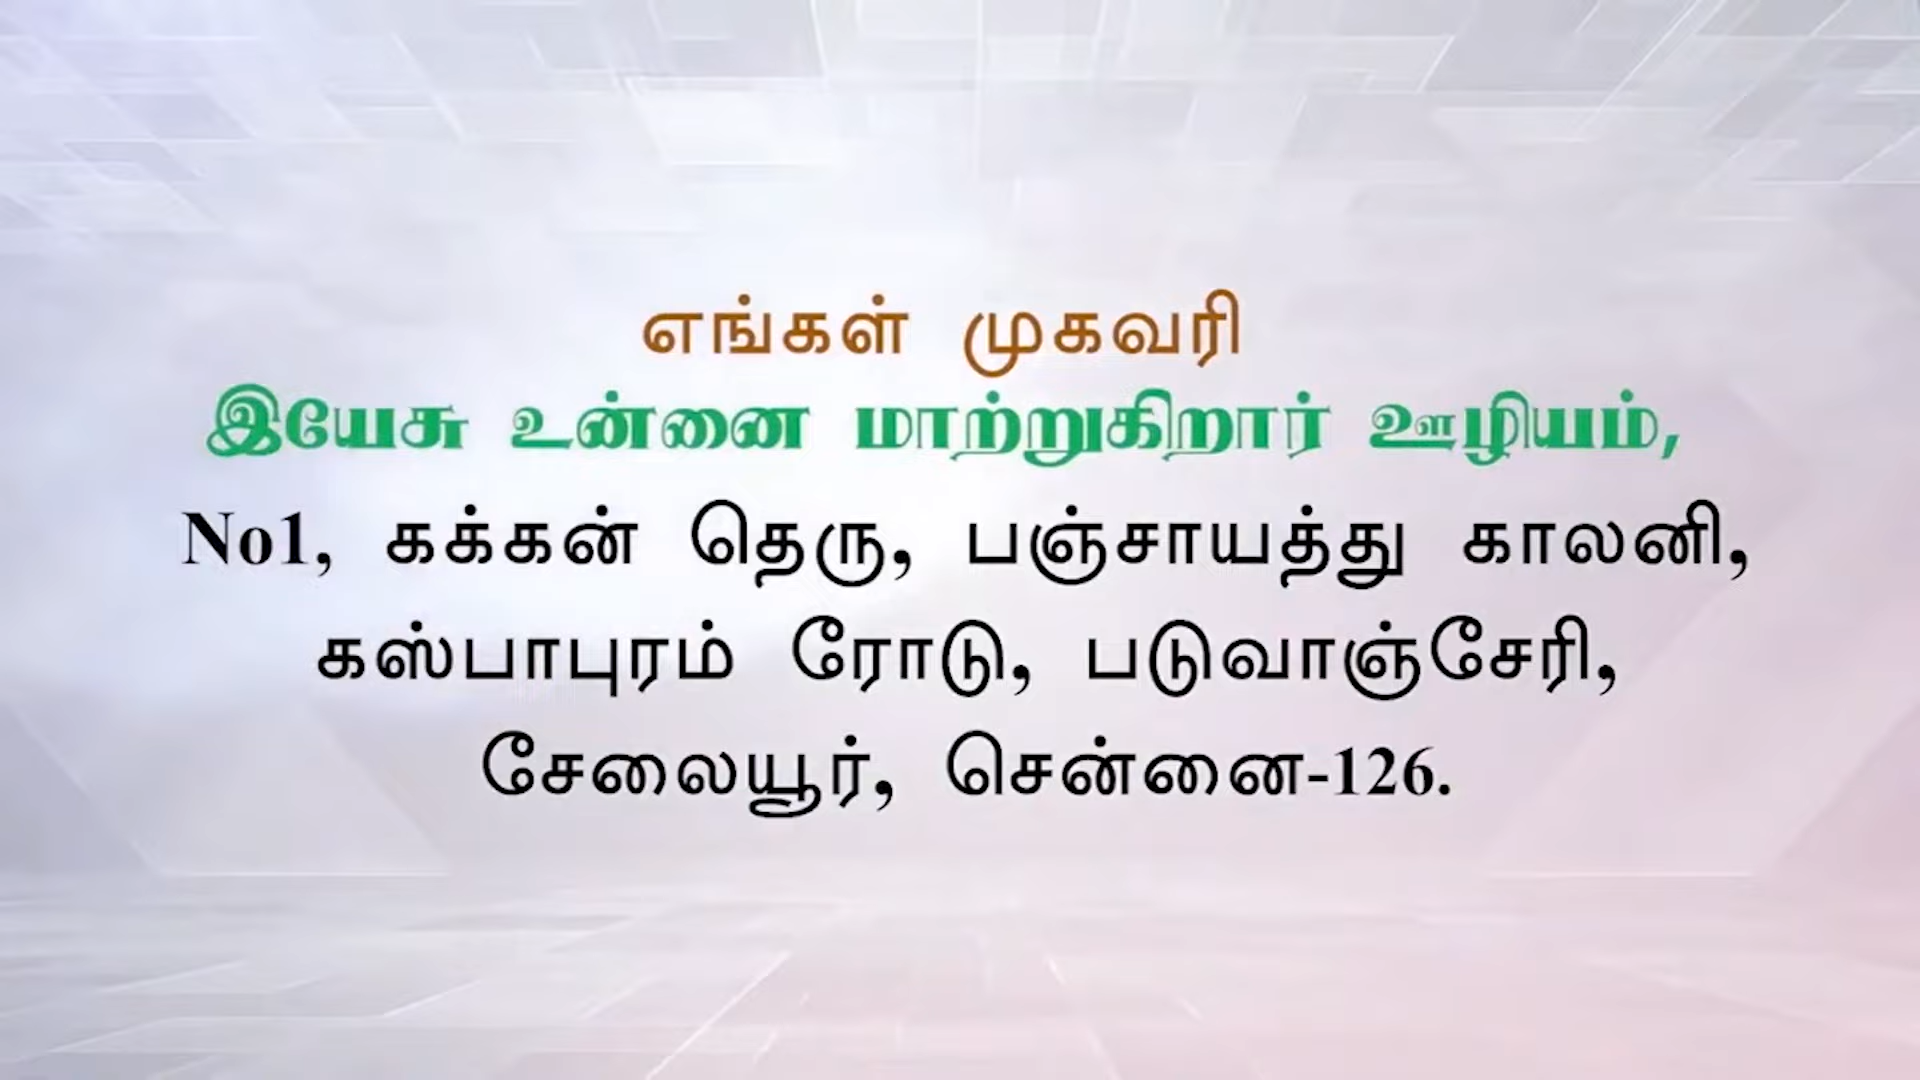 எங்கள் முகவரி
இயேசு உன்னை மாற்றுகிறார் ஊழியம்,
No1, கக்கன் தெரு, பஞ்சாயத்து காலனி,
கஸ்பாபுரம் ரோடு, படுவாஞ்சேரி,
சேலையூர், சென்னை-126.